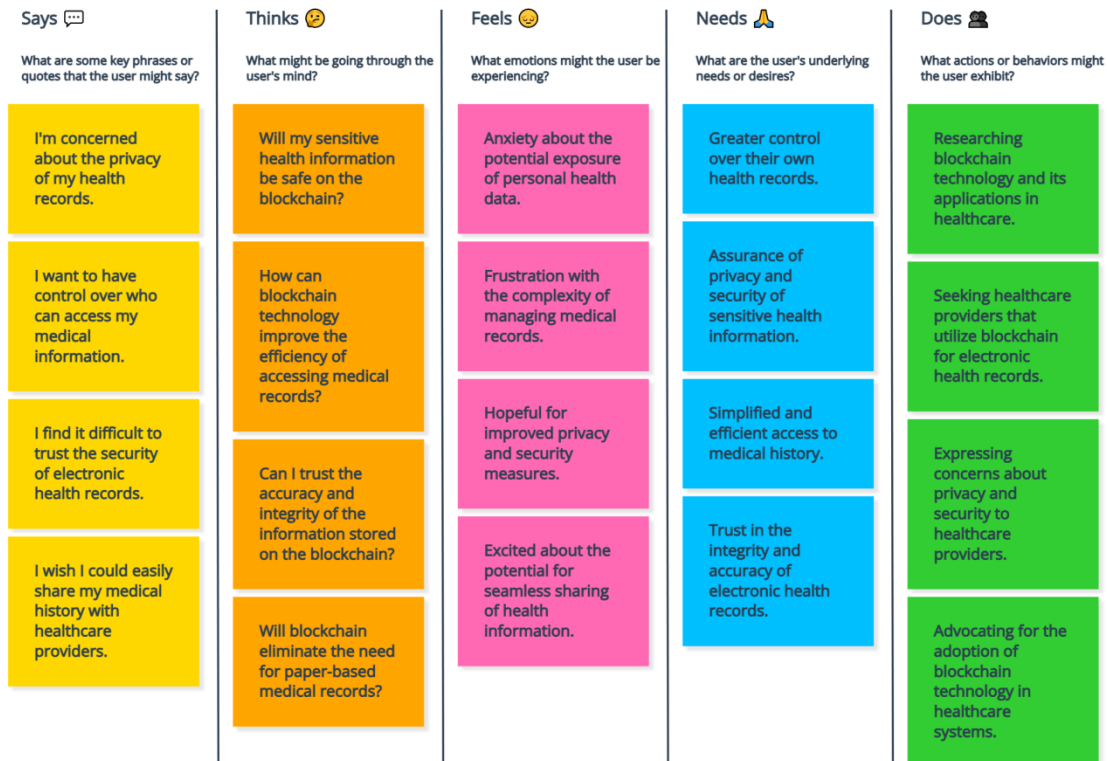 Says
What are some key phrases or
quotes that the user might say?
I'm concerned
about the privacy
of my health
records.
I want to have
control over who
can access my
medical
information.
I find it difficult to
trust the security
of electronic
health records.
I wish I could easily
share my medical
history with
healthcare
providers.
Thinks
What might be going through the
user's mind?
Will my sensitive
health information
be safe on the
blockchain?
How can
blockchain
technology
improve the
efficiency of
accessing medical
records?
Can I trust the
accuracy and
integrity of the
information stored
on the blockchain?
Will blockchain
eliminate the need
for paper-based
medical records?
Feels
What emotions might the user be
experiencing?
Anxiety about the
potential exposure
of personal health
data.
Frustration with
the complexity of
managing medical
records.
Hopeful for
improved privacy
and security
measures.
Excited about the
potential for
seamless sharing
of health
information.
Needs
What are the user's underlying
needs or desires?
Greater control
over their own
health records.
Assurance of
privacy and
security of
sensitive health
information.
Simplified and
efficient access to
medical history.
Trust in the
integrity and
accuracy of
electronic health
records.
Does
What actions or behaviors might
the user exhibit?
Researching
blockchain
technology and its
applications in
healthcare.
Seeking healthcare
providers that
utilize blockchain
for electronic
health records.
Expressing
concerns about
privacy and
security to
healthcare
providers.
Advocating for the
adoption of
blockchain
technology in
healthcare
systems.